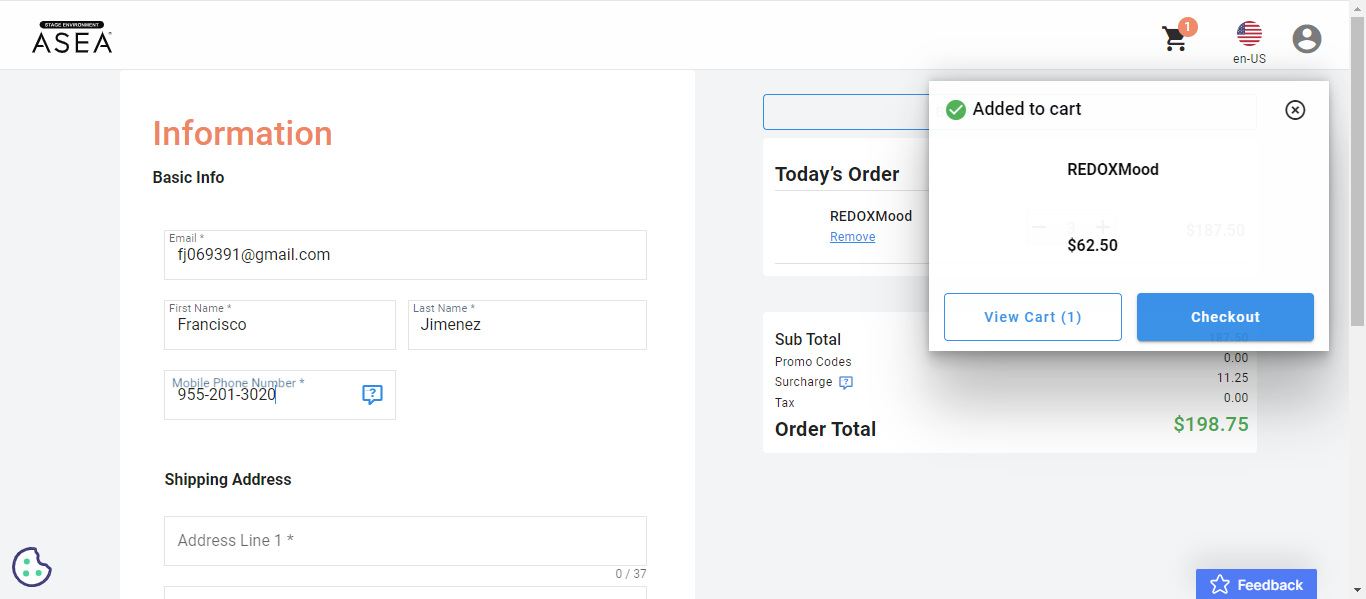 STAGE ENVIRONMENT
ASEA
1
en-US
Information
Basic Info
Email *
fj069391@gmail.com
First Name *
Francisco
Last Name *
Jimenez
Mobile Phone Number *
955-201-3020
?
Shipping Address
Address Line 1 *
0 / 37
Added to cart
REDOXMood
$62.50
View Cart (1)
Checkout
Today's Order
REDOXMood
Remove
3
$187.50
Sub Total
187.50
Promo Codes
0.00
Surcharge ?
11.25
Tax
0.00
Order Total
$198.75
Feedback